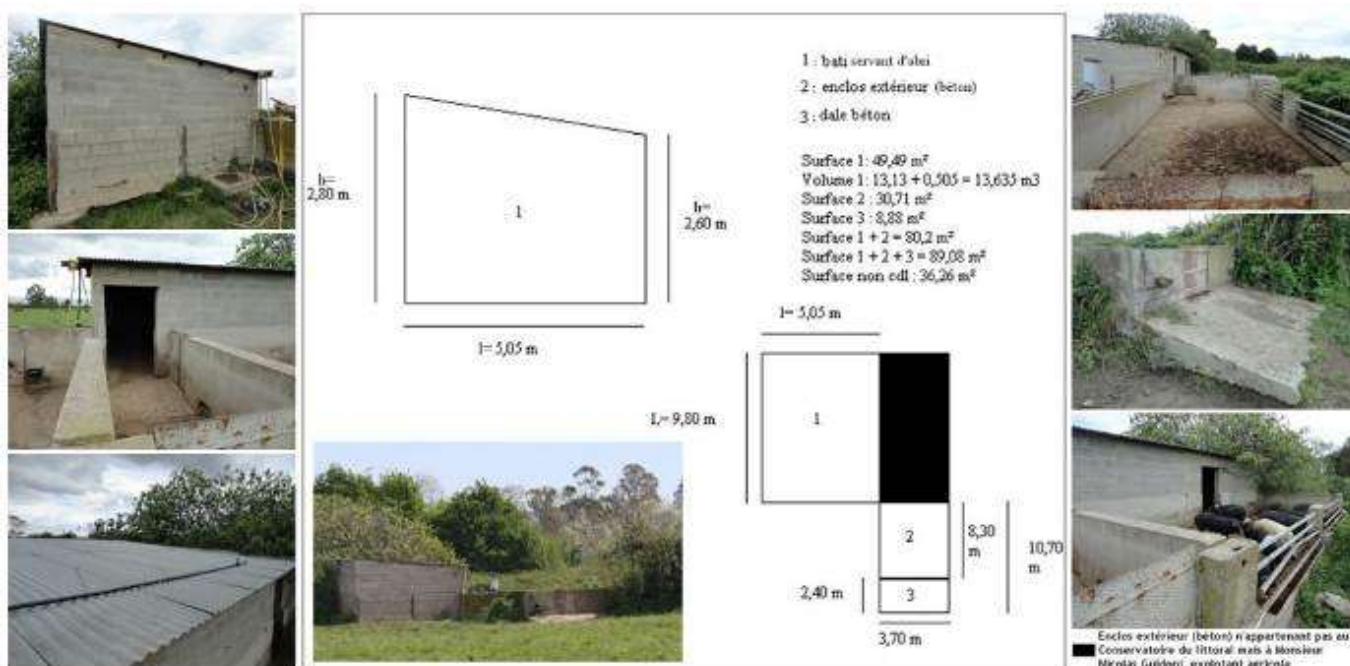 1 : bati servant d'abri
2 : enclos extérieur (béton)
3 : dale béton
Surface 1: 49,49 m²
Volume 1: 13,13 + 0,505 = 13,635 m3
Surface 2 : 30,71 m²
Surface 3 : 8,88 m²
Surface 1 + 2 = 80,2 m²
Surface 1 + 2 + 3 = 89,08 m²
Surface non cdl : 36,26 m²
h=
2,80 m
1
h=
2,60 m
l= 5,05 m
l= 5,05 m
L= 9,80 m
1
2
8,30
m
10,70
m
2,40 m
3
3,70 m
Enclos extérieur (béton) n'appartenant pas au
Conservatoire du littoral mais à Monsieur
Nicolas exploitant agricole